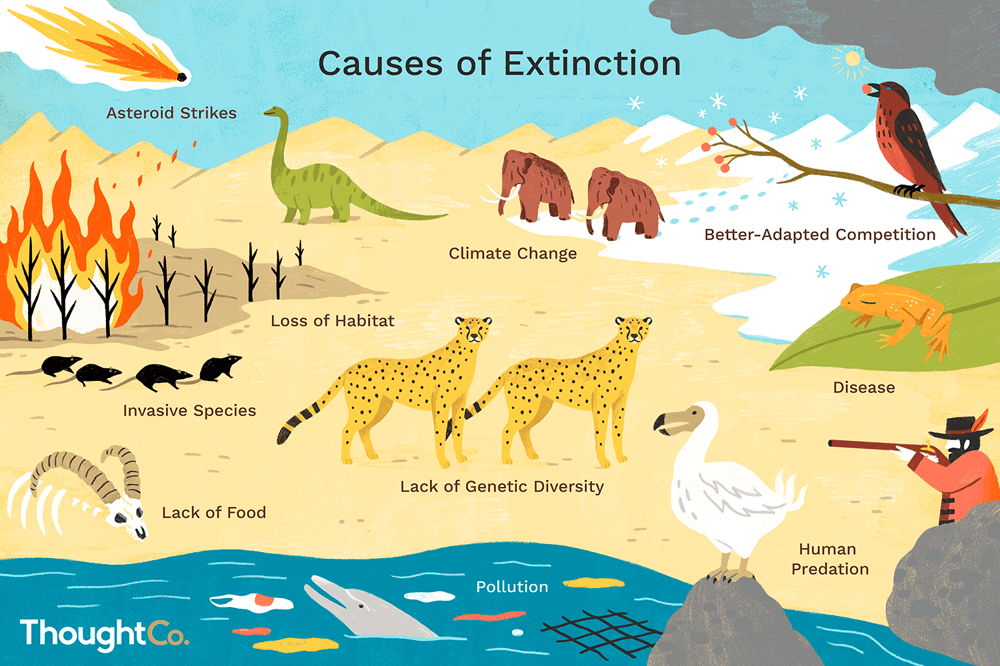 Causes of Extinction
Asteroid Strikes
Climate Change
Better-Adapted Competition
Loss of Habitat
Disease
Invasive Species
Lack of Genetic Diversity
Lack of Food
Human
Predation
Pollution
ThoughtCo.